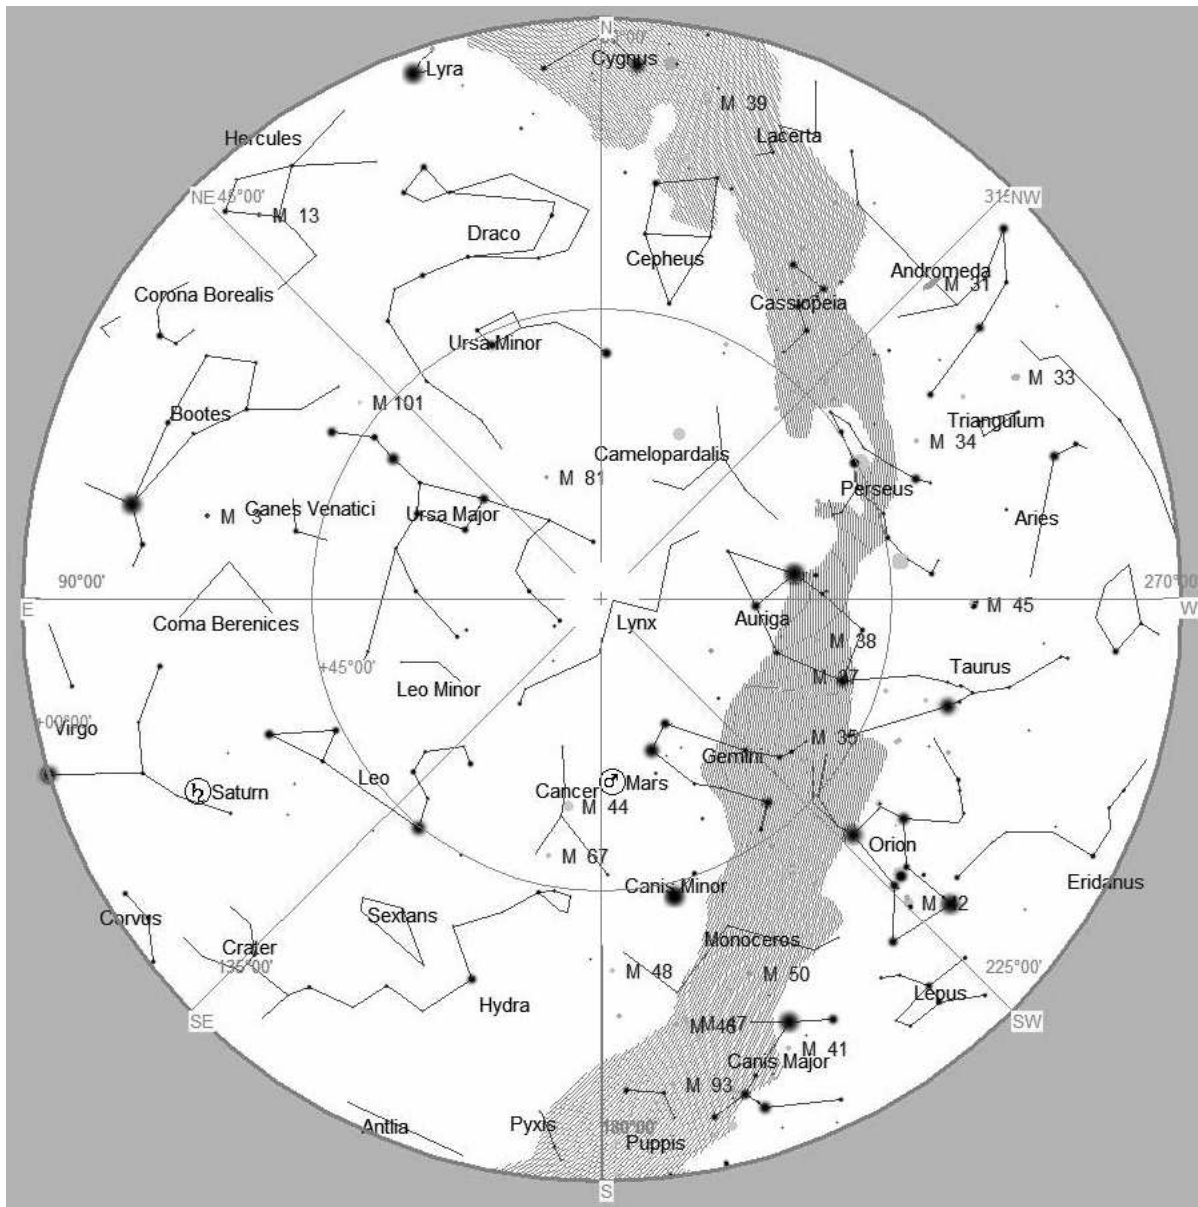 N
Cygnus
Lyra
M 39
Hercules
Lacerta
NE 45°00'
NW
M 13
Draco
Cepheus
Andromeda
M 31
Corona Borealis
Cassiopeia
Ursa Minor
M 33
M 101
Bootes
Triangulum
M 34
Camelopardalis
M 81
Perseus
Canes Venatici
Ursa Major
M 3
Aries
90°00'
270°00'
E
W
M 45
Coma Berenices
Lynx
Auriga
M 38
+45°00'
Taurus
Leo Minor
M 37
+00°00'
Virgo
M 35
Gemini
Leo
Saturn
Cancer
Mars
M 44
Orion
M 67
Canis Minor
Eridanus
M 42
Corvus
Sextans
Crater
Monoceros
135°00'
M 48
M 50
225°00'
Hydra
Lepus
SE
SW
M 46
M 47
M 41
Canis Major
M 93
Antlia
Pyxis
180°00'
Puppis
S